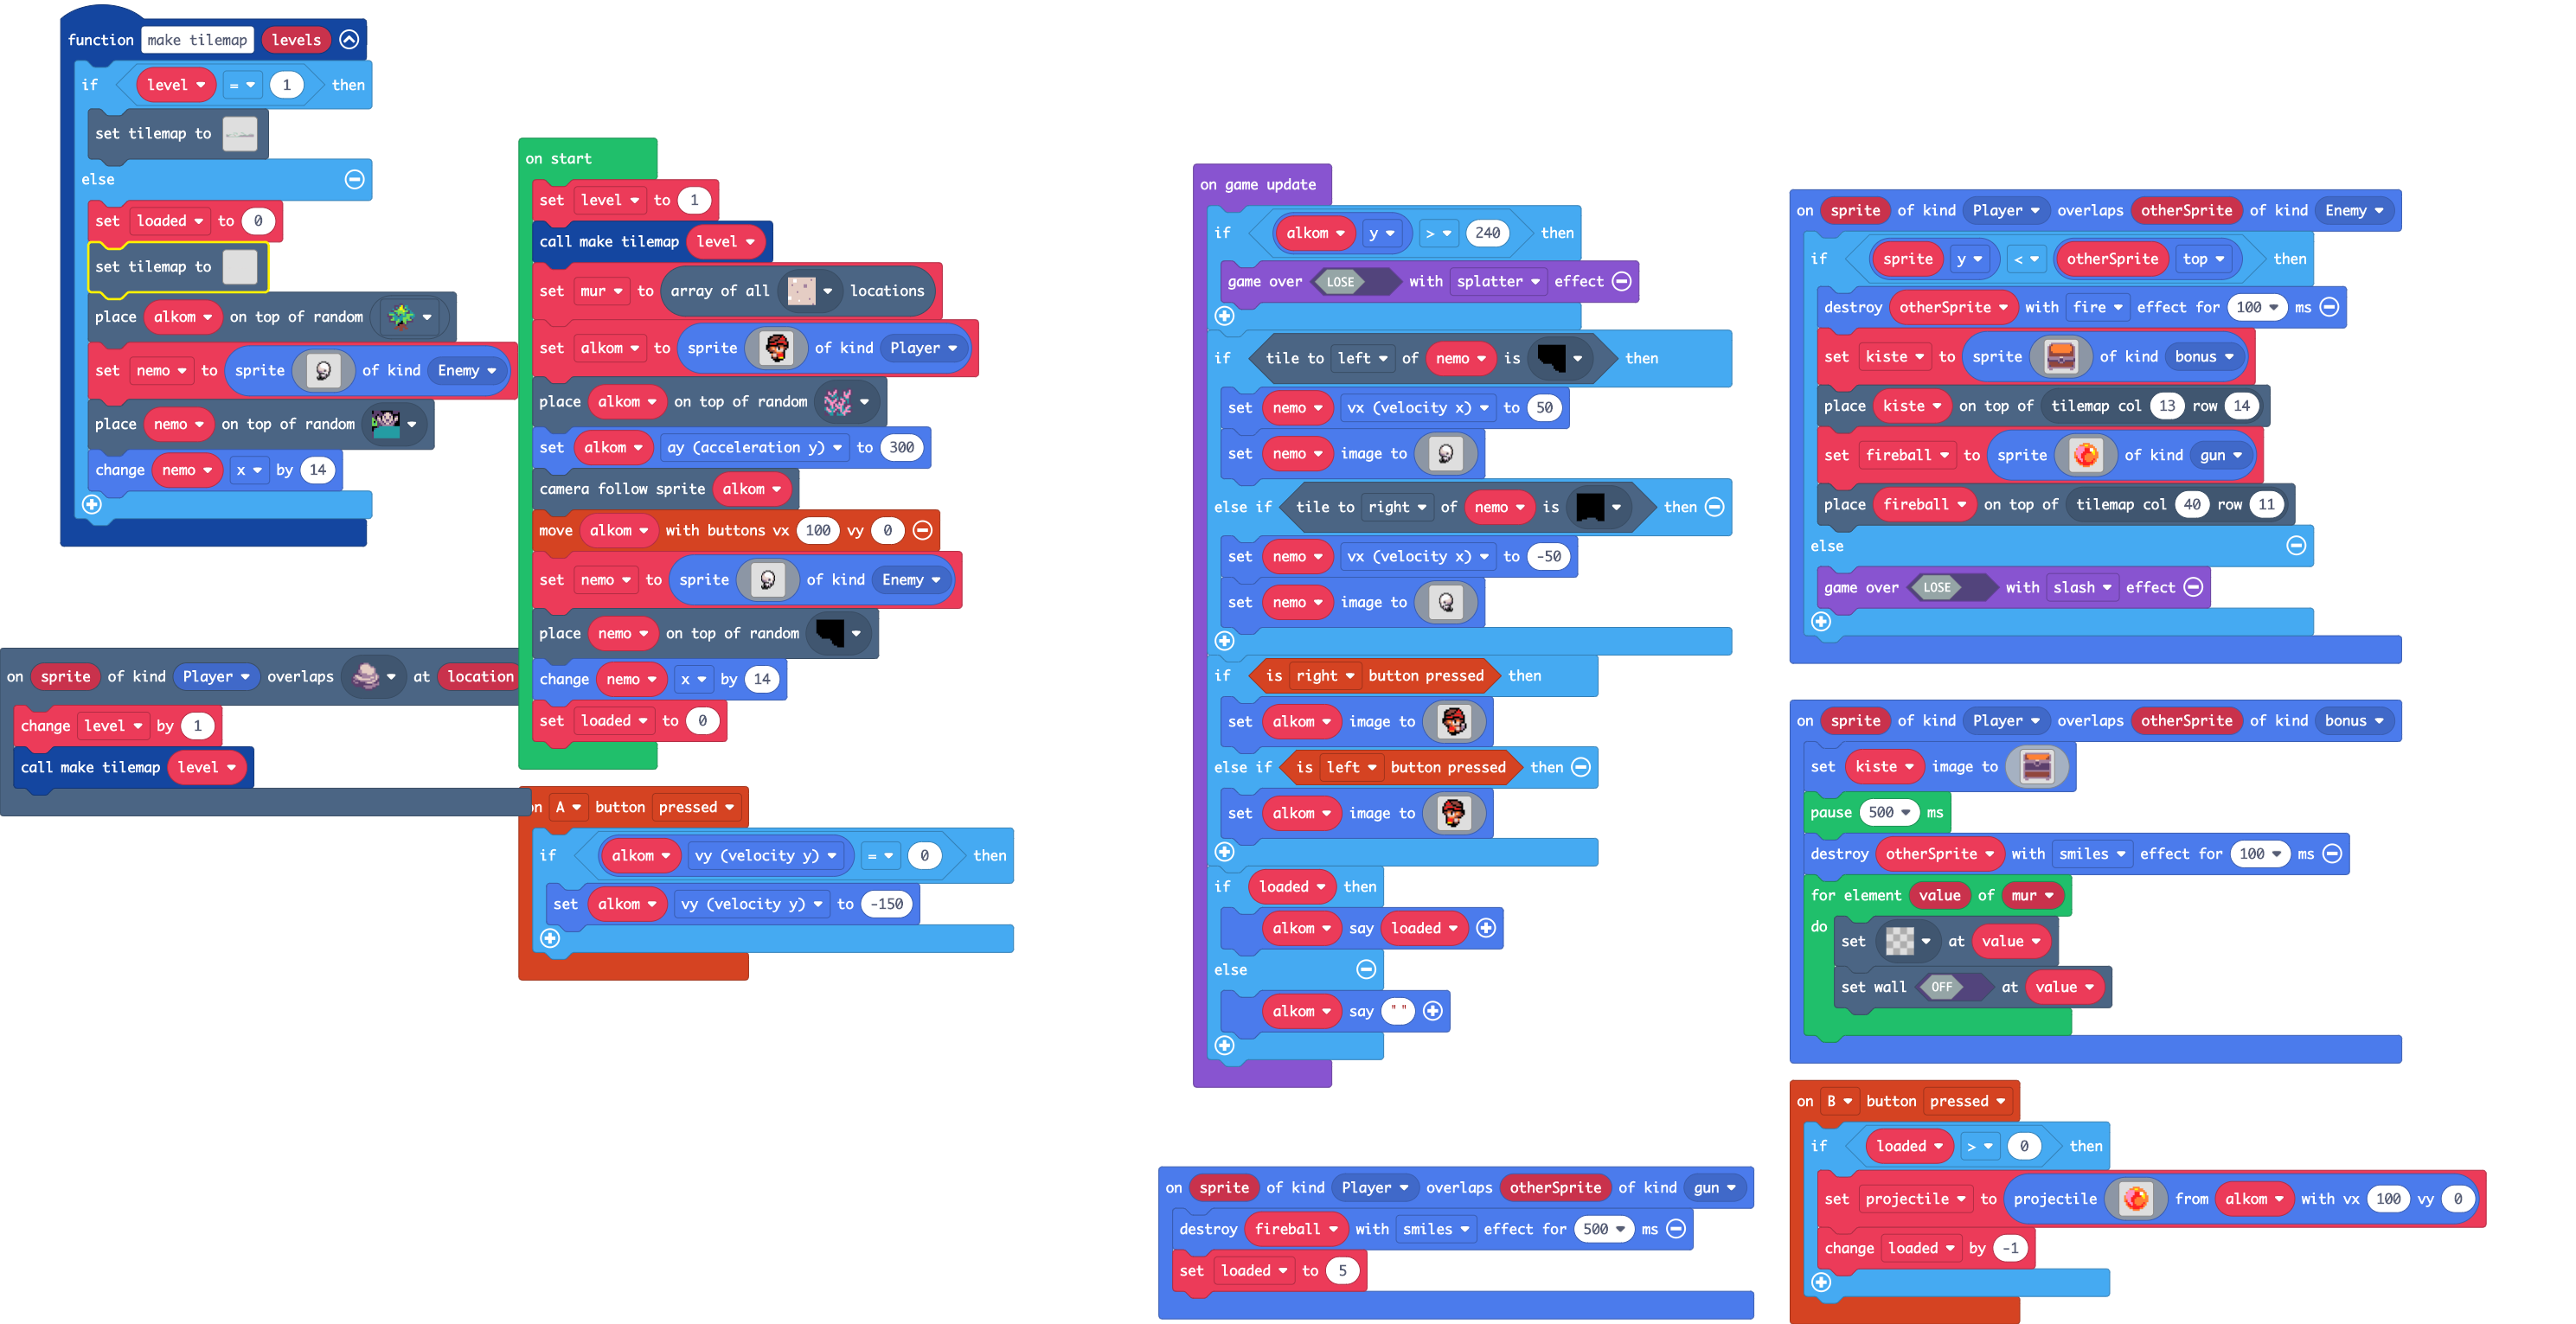 function make tilemap levels
if level = 1 then
set tilemap to
else
set loaded to 0
set tilemap to
place alkom on top of random
set nemo to sprite of kind Enemy
place nemo on top of random
change nemo x by 14
on sprite of kind Player overlaps at location
change level by 1
call make tilemap level
on start
set level to 1
call make tilemap level
set mur to array of all locations
set alkom to sprite of kind Player
place alkom on top of random
set alkom ay (acceleration y) to 300
camera follow sprite alkom
move alkom with buttons vx 100 vy 0
set nemo to sprite of kind Enemy
place nemo on top of random
change nemo x by 14
set loaded to 0
n A button pressed
if alkom vy (velocity y) = 0 then
set alkom vy (velocity y) to -150
on game update
if alkom y > 240 then
game over LOSE with splatter effect
if tile to left of nemo is then
set nemo vx (velocity x) to 50
set nemo image to
else if tile to right of nemo is then
set nemo vx (velocity x) to -50
set nemo image to
if is right button pressed then
set alkom image to
else if is left button pressed then
set alkom image to
if loaded then
alkom say loaded
else
alkom say " "
on sprite of kind Player overlaps otherSprite of kind gun
destroy fireball with smiles effect for 500 ms
set loaded to 5
on sprite of kind Player overlaps otherSprite of kind Enemy
if sprite y < otherSprite top then
destroy otherSprite with fire effect for 100 ms
set kiste to sprite of kind bonus
place kiste on top of tilemap col 13 row 14
set fireball to sprite of kind gun
place fireball on top of tilemap col 40 row 11
else
game over LOSE with slash effect
on sprite of kind Player overlaps otherSprite of kind bonus
set kiste image to
pause 500 ms
destroy otherSprite with smiles effect for 100 ms
for element value of mur
do
set at value
set wall OFF at value
on B button pressed
if loaded > 0 then
set projectile to projectile from alkom with vx 100 vy 0
change loaded by -1